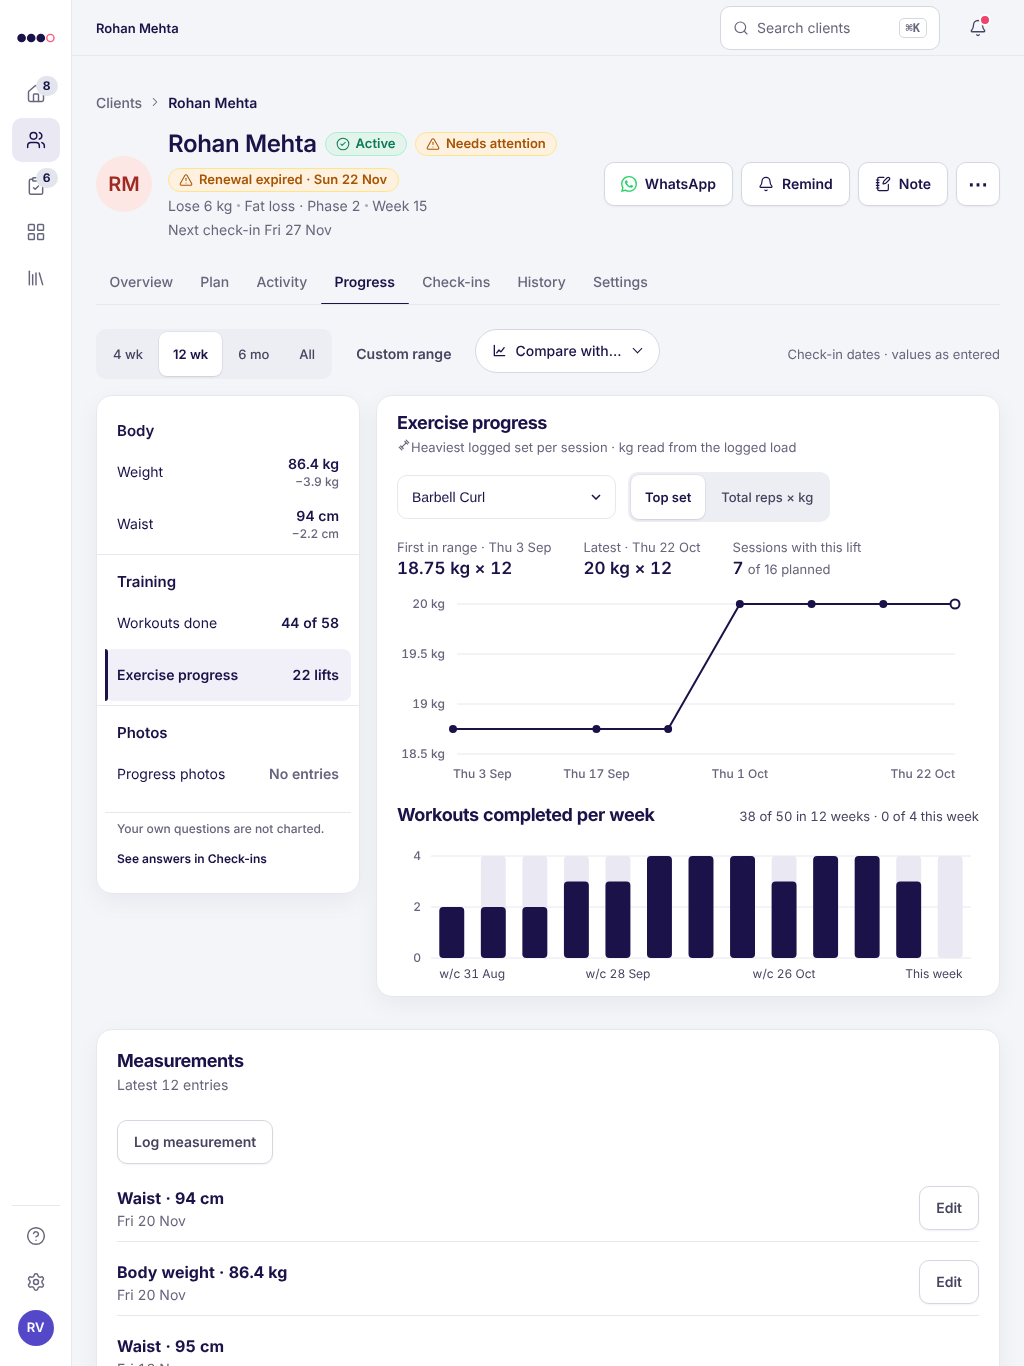 Rohan Mehta
Search clients
⌘K
8
6
Clients
Rohan Mehta
RM
Rohan Mehta
Active
Needs attention
Renewal expired · Sun 22 Nov
Lose 6 kg · Fat loss · Phase 2 · Week 15
Next check-in Fri 27 Nov
WhatsApp
Remind
Note
Overview
Plan
Activity
Progress
Check-ins
History
Settings
4 wk
12 wk
6 mo
All
Custom range
Compare with...
Check-in dates · values as entered
Body
Weight
86.4 kg
−3.9 kg
Waist
94 cm
−2.2 cm
Training
Workouts done
44 of 58
Exercise progress
22 lifts
Photos
Progress photos
No entries
Your own questions are not charted.
See answers in Check-ins
Exercise progress
Heaviest logged set per session · kg read from the logged load
Barbell Curl
Top set
Total reps × kg
First in range · Thu 3 Sep
18.75 kg × 12
Latest · Thu 22 Oct
20 kg × 12
Sessions with this lift
7 of 16 planned
20 kg
19.5 kg
19 kg
18.5 kg
Thu 3 Sep
Thu 17 Sep
Thu 1 Oct
Thu 22 Oct
Workouts completed per week
38 of 50 in 12 weeks · 0 of 4 this week
4
2
0
w/c 31 Aug
w/c 28 Sep
w/c 26 Oct
This week
Measurements
Latest 12 entries
Log measurement
Waist · 94 cm
Fri 20 Nov
Edit
Body weight · 86.4 kg
Fri 20 Nov
Edit
Waist · 95 cm
RV